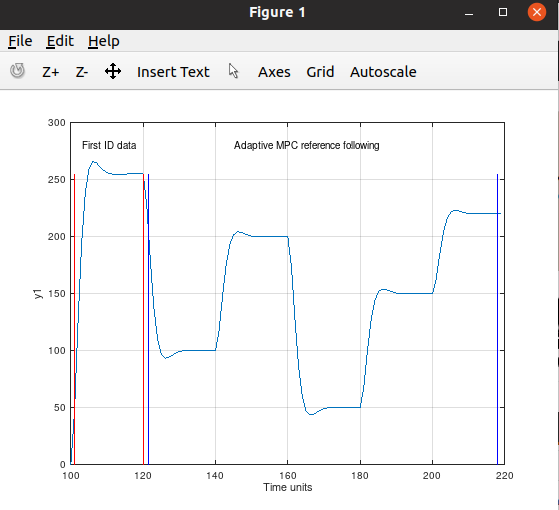 Figure 1
File Edit Help
Z+ Z- Insert Text Axes Grid Autoscale
300
First ID data Adaptive MPC reference following
250
200
y1
150
100
50
0
100 120 140 160 180 200 220
Time units